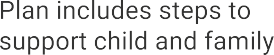 Plan includes steps to
support child and family